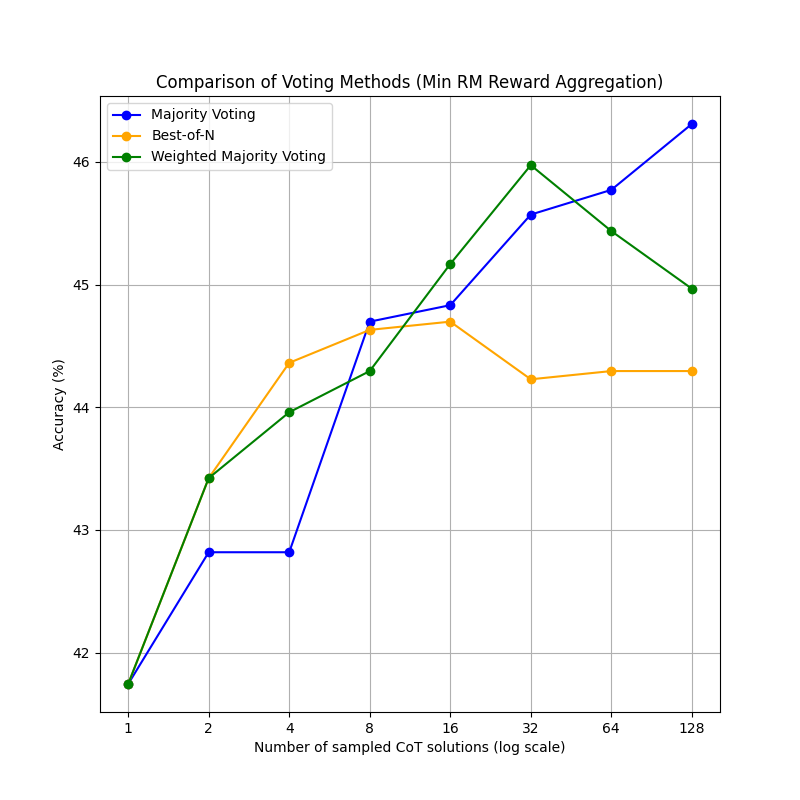 Comparison of Voting Methods (Min RM Reward Aggregation)
Majority Voting
Best-of-N
Weighted Majority Voting
46
45
44
43
42
Accuracy (%)
1 2 4 8 16 32 64 128
Number of sampled CoT solutions (log scale)